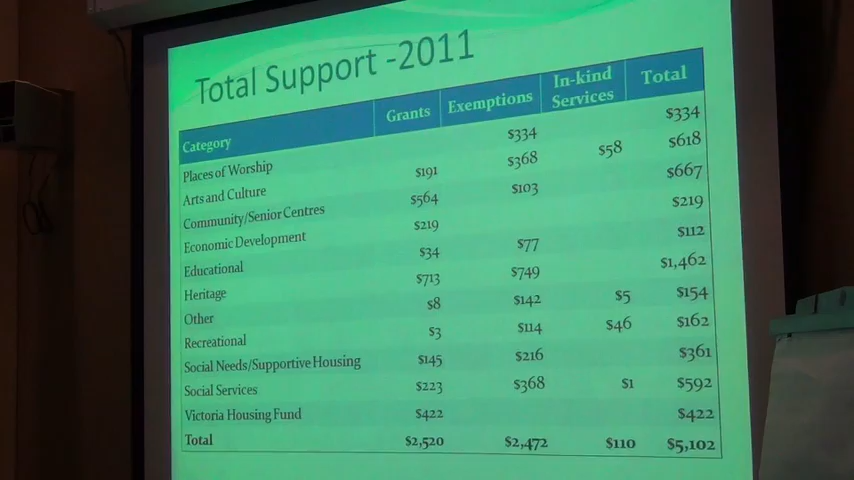 Total Support -2011
Category Grants Exemptions In-kind Services Total
Places of Worship $334 $334
Arts and Culture $191 $368 $58 $618
Community/Senior Centres $564 $103 $667
Economic Development $219 $219
Educational $34 $77 $112
Heritage $713 $749 $1,462
Other $8 $142 $5 $154
Recreational $3 $114 $46 $162
Social Needs/Supportive Housing $145 $216 $361
Social Services $223 $368 $1 $592
Victoria Housing Fund $422 $422
Total $2,520 $2,472 $110 $5,102